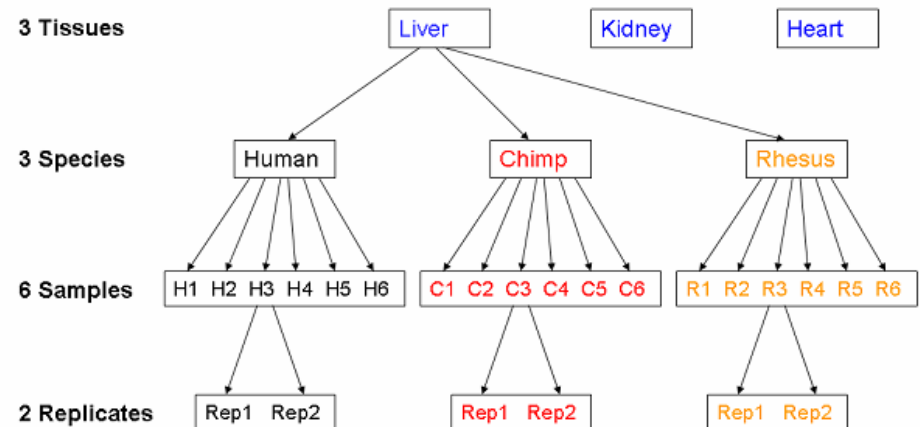 3 Tissues Liver Kidney Heart
3 Species Human Chimp Rhesus
6 Samples H1 H2 H3 H4 H5 H6 C1 C2 C3 C4 C5 C6 R1 R2 R3 R4 R5 R6
2 Replicates Rep1 Rep2 Rep1 Rep2 Rep1 Rep2